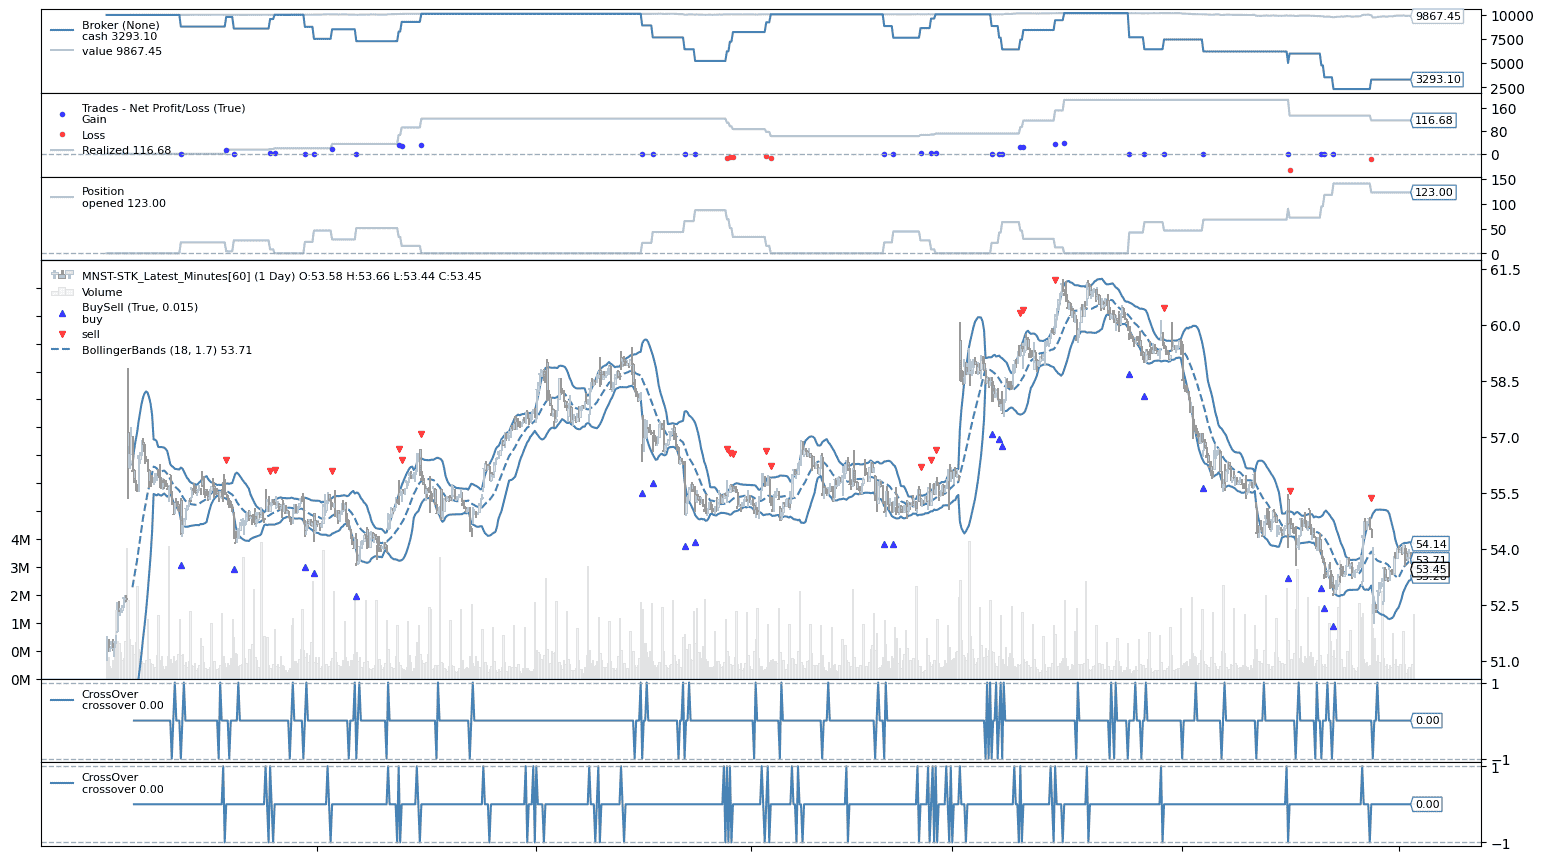 Broker (None)
cash 3293.10
value 9867.45
9867.45
3293.10
10000
7500
5000
2500
Trades - Net Profit/Loss (True)
Gain
Loss
Realized 116.68
116.68
160
80
0
Position
opened 123.00
123.00
150
100
50
0
MNST-STK_Latest_Minutes[60] (1 Day) O:53.58 H:53.66 L:53.44 C:53.45
Volume
BuySell (True, 0.015)
buy
sell
BollingerBands (18, 1.7) 53.71
61.5
60.0
58.5
57.0
55.5
54.0
52.5
51.0
54.14
53.71
53.45
4M
3M
2M
1M
0M
0M
CrossOver
crossover 0.00
0.00
1
−1
CrossOver
crossover 0.00
0.00
1
−1